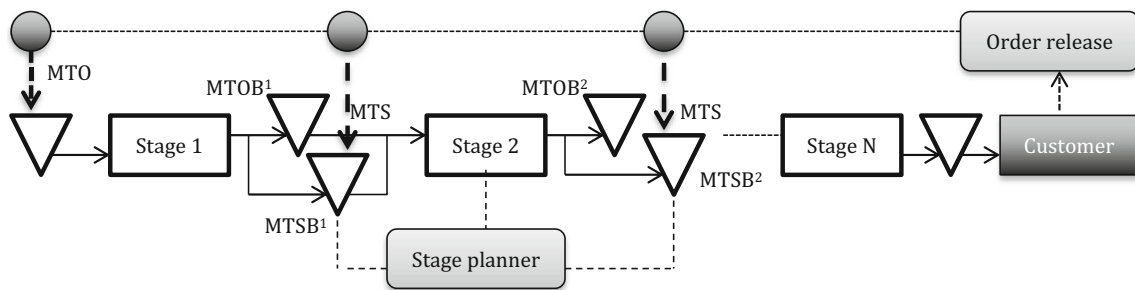 Order release
MTO
MTOB¹
MTS
MTOB²
MTS
Stage 1
Stage 2
Stage N
Customer
MTSB¹
MTSB²
Stage planner